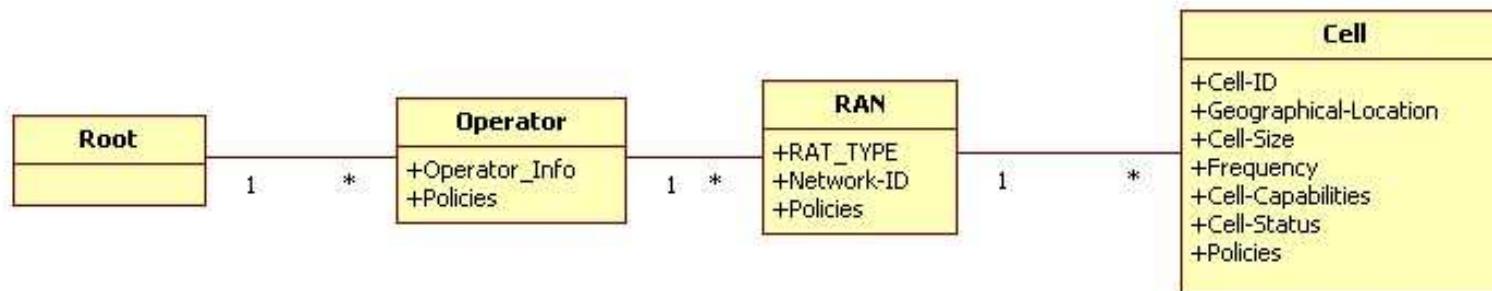 Root
1 *
Operator
+Operator_Info
+Policies
1 *
RAN
+RAT_TYPE
+Network-ID
+Policies
1 *
Cell
+Cell-ID
+Geographical-Location
+Cell-Size
+Frequency
+Cell-Capabilities
+Cell-Status
+Policies